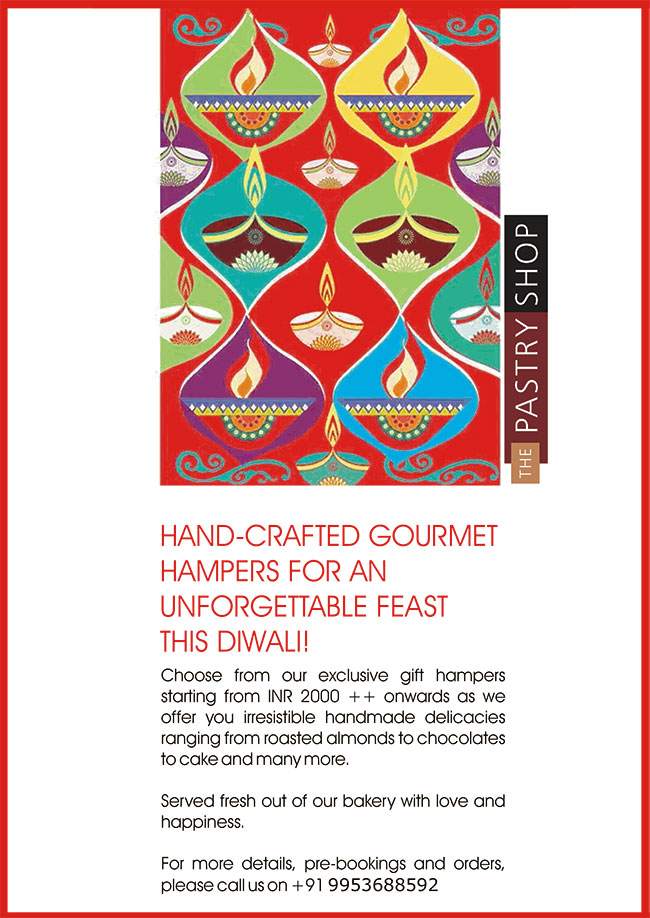 THE PASTRY SHOP
HAND-CRAFTED GOURMET
HAMPERS FOR AN
UNFORGETTABLE FEAST
THIS DIWALI!
Choose from our exclusive gift hampers
starting from INR 2000 ++ onwards as we
offer you irresistible handmade delicacies
ranging from roasted almonds to chocolates
to cake and many more.
Served fresh out of our bakery with love and
happiness.
For more details, pre-bookings and orders,
please call us on +91 9953688592